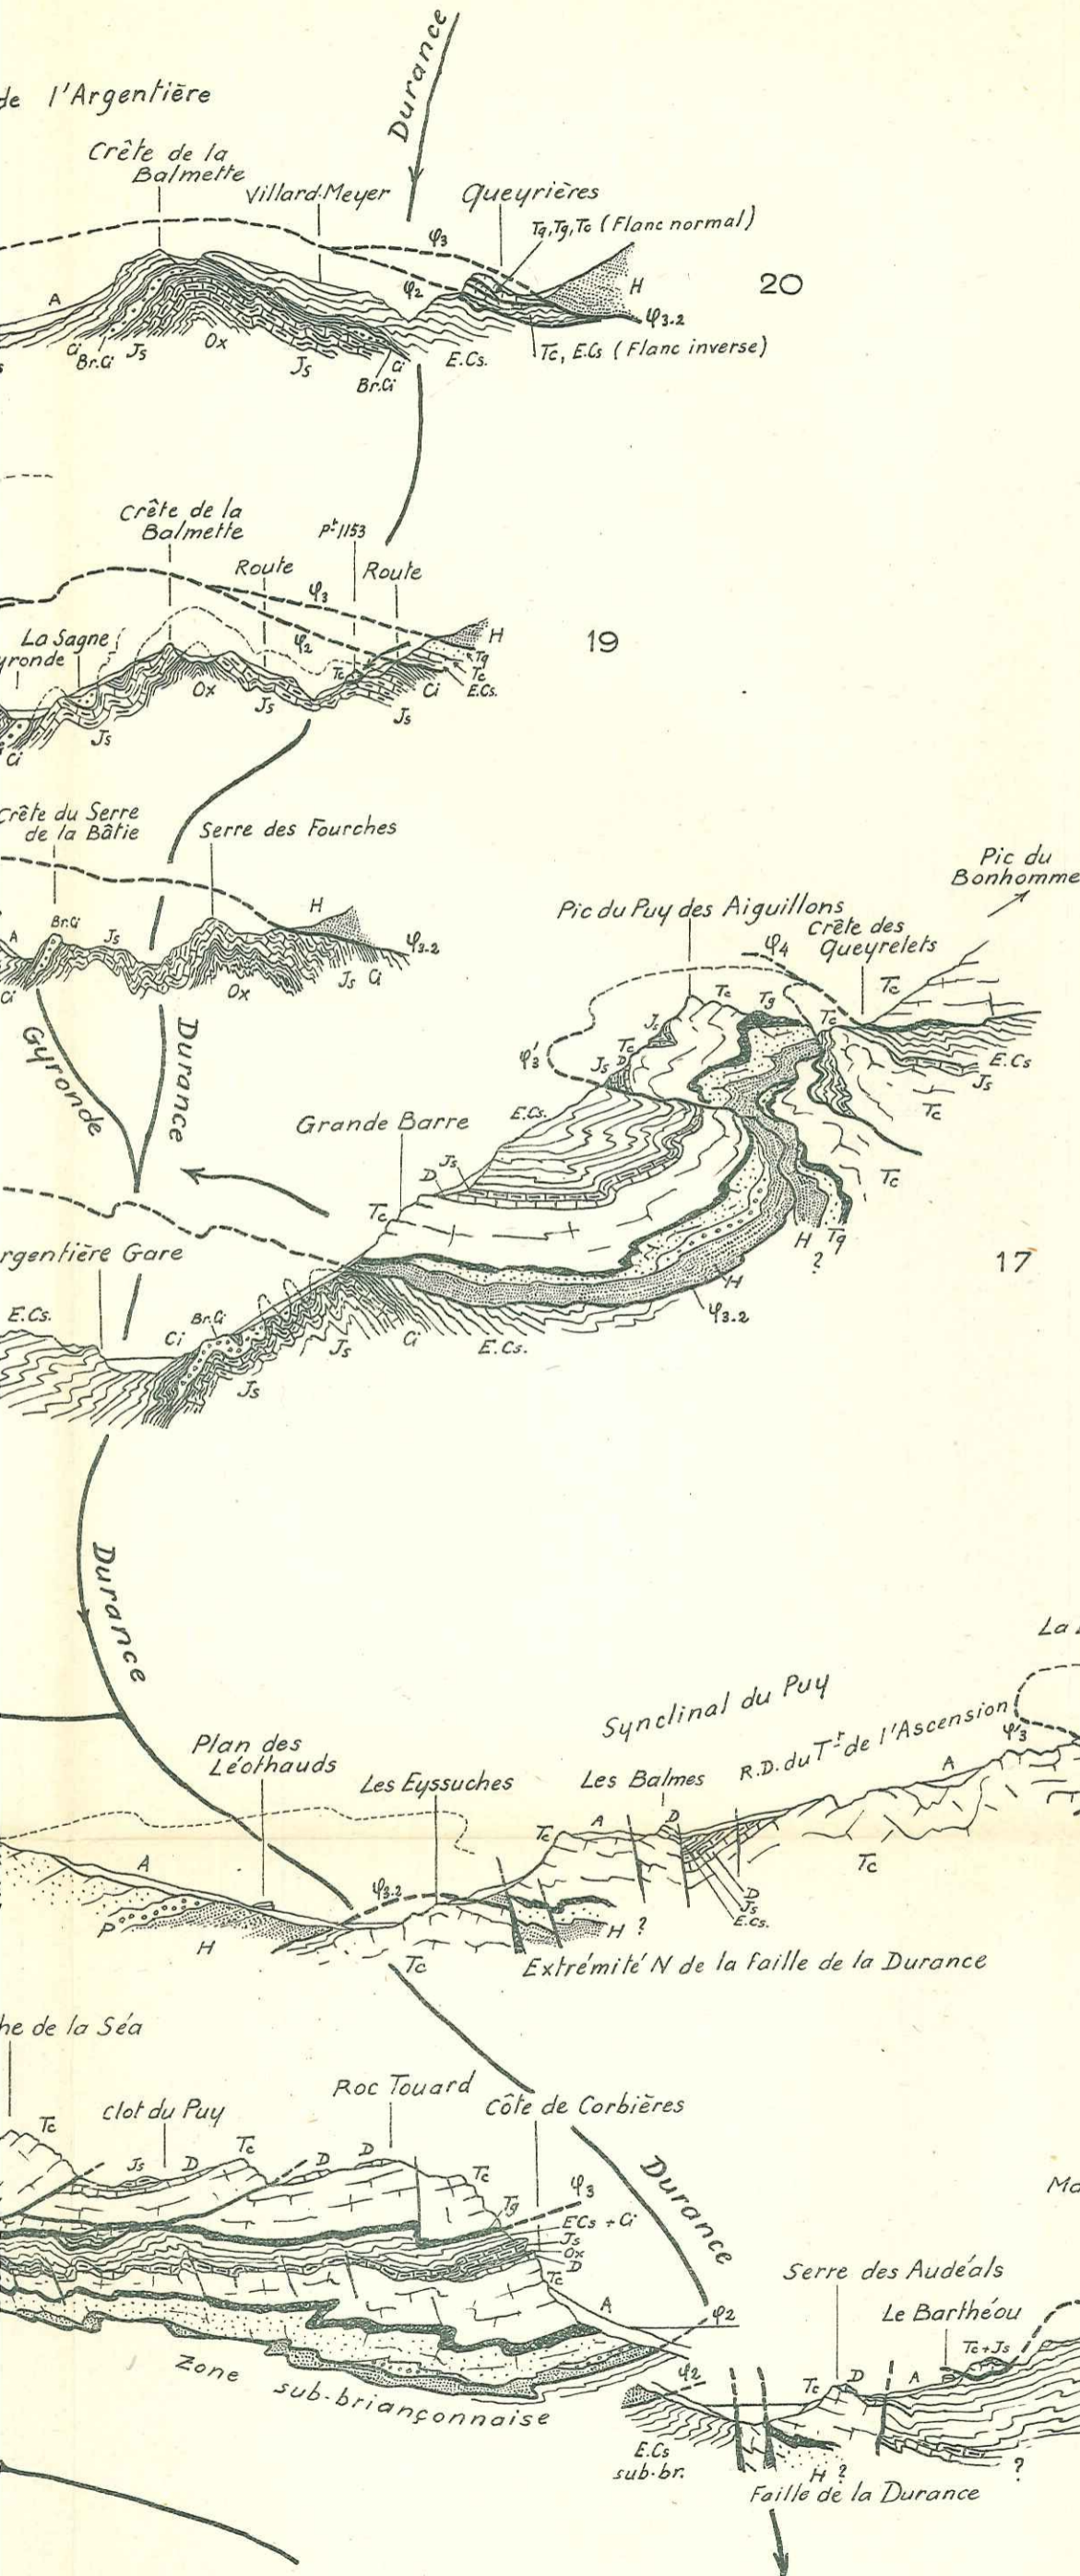 Durance
de l'Argentière
Crête de la
Balmette
Villard-Meyer
Queyrières
Tq, Tg, Tc (Flanc normal)
φ3
φ2
H
20
A
φ3.2
Ci
Br.Ci
Js
Ox
Js
Ci
Br.Ci
E.Cs.
Tc, E.Cs (Flanc inverse)
Crête de la
Balmette
Pt 1153
Route
Route
φ3
φ2
H
19
La Sagne
yronde
Tq
Tc
Tc
E.Cs.
Ci
Ox
Js
Js
Js
Ci
Crête du Serre
de la Bâtie
Serre des Fourches
H
A
Br.Ci
Js
φ3.2
Ci
Ox
Js
Ci
Gyronde
Durance
Pic du
Bonhomme
Pic du Puy des Aiguillons
Crête des
Queyrelets
φ4
Tc
Tc
Tg
Tc
Js
Tc
φ'3
Js
D
E.Cs
Js
Tc
Tc
E.Cs.
Grande Barre
Js
D
Tc
H
Tq
?
17
H
φ3.2
rgentière Gare
E.Cs.
Ci
Br.Ci
Js
Js
Ci
E.Cs.
Durance
La
Synclinal du Puy
R.D. du Tt de l'Ascension
φ'3
Plan des
Léothauds
Les Eyssuches
Les Balmes
A
D
A
Tc
Tc
A
φ3.2
P
H
Tc
H ?
D
Js
E.Cs.
Extrémité N de la Faille de la Durance
he de la Séa
Clot du Puy
Roc Touard
Côte de Corbières
Tc
Js
D
Tc
D
D
Tc
φ3
Tg
E.Cs + Ci
Js
Ox
D
Tc
Durance
A
φ2
Zone sub-briançonnaise
Serre des Audéals
Le Barthéou
Tc+Js
Tc
D
A
φ2
E.Cs
sub-br.
H ?
?
Faille de la Durance